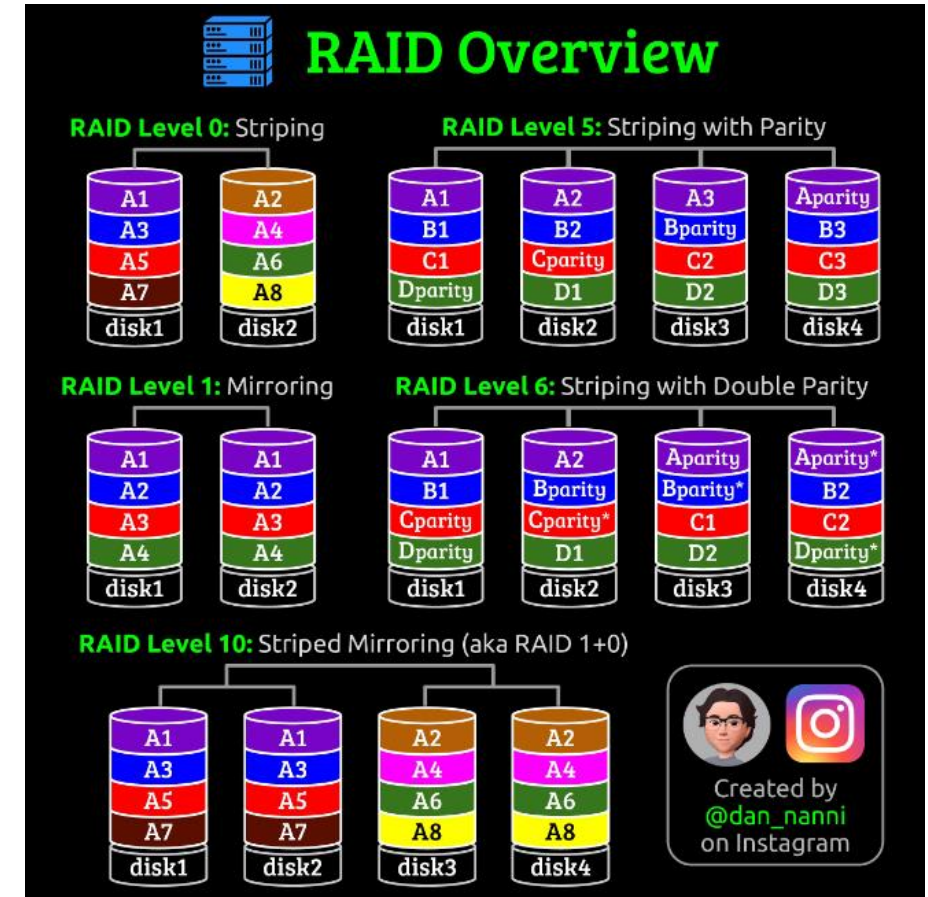 RAID Overview
RAID Level 0: Striping
A1
A3
A5
A7
disk1
A2
A4
A6
A8
disk2
RAID Level 5: Striping with Parity
A1
B1
C1
Dparity
disk1
A2
B2
Cparity
D1
disk2
A3
Bparity
C2
D2
disk3
Aparity
B3
C3
D3
disk4
RAID Level 1: Mirroring
A1
A2
A3
A4
disk1
A1
A2
A3
A4
disk2
RAID Level 6: Striping with Double Parity
A1
B1
Cparity
Dparity
disk1
A2
Bparity
Cparity*
D1
disk2
Aparity
Bparity*
C1
D2
disk3
Aparity*
B2
C2
Dparity*
disk4
RAID Level 10: Striped Mirroring (aka RAID 1+0)
A1
A3
A5
A7
disk1
A1
A3
A5
A7
disk2
A2
A4
A6
A8
disk3
A2
A4
A6
A8
disk4
Created by
@dan_nanni
on Instagram